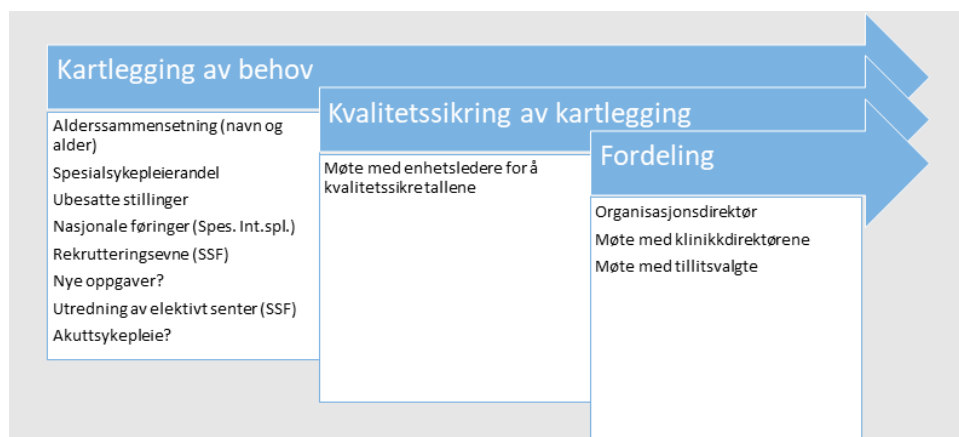 Kartlegging av behov
Alderssammensetning (navn og
alder)
Spesialsykepleierandel
Ubesatte stillinger
Nasjonale føringer (Spes. Int.spl.)
Rekrutteringsevne (SSF)
Nye oppgaver?
Utredning av elektivt senter (SSF)
Akuttsykepleie?
Kvalitetssikring av kartlegging
Møte med enhetsledere for å
kvalitetssikre tallene
Fordeling
Organisasjonsdirektør
Møte med klinikkdirektørene
Møte med tillitsvalgte